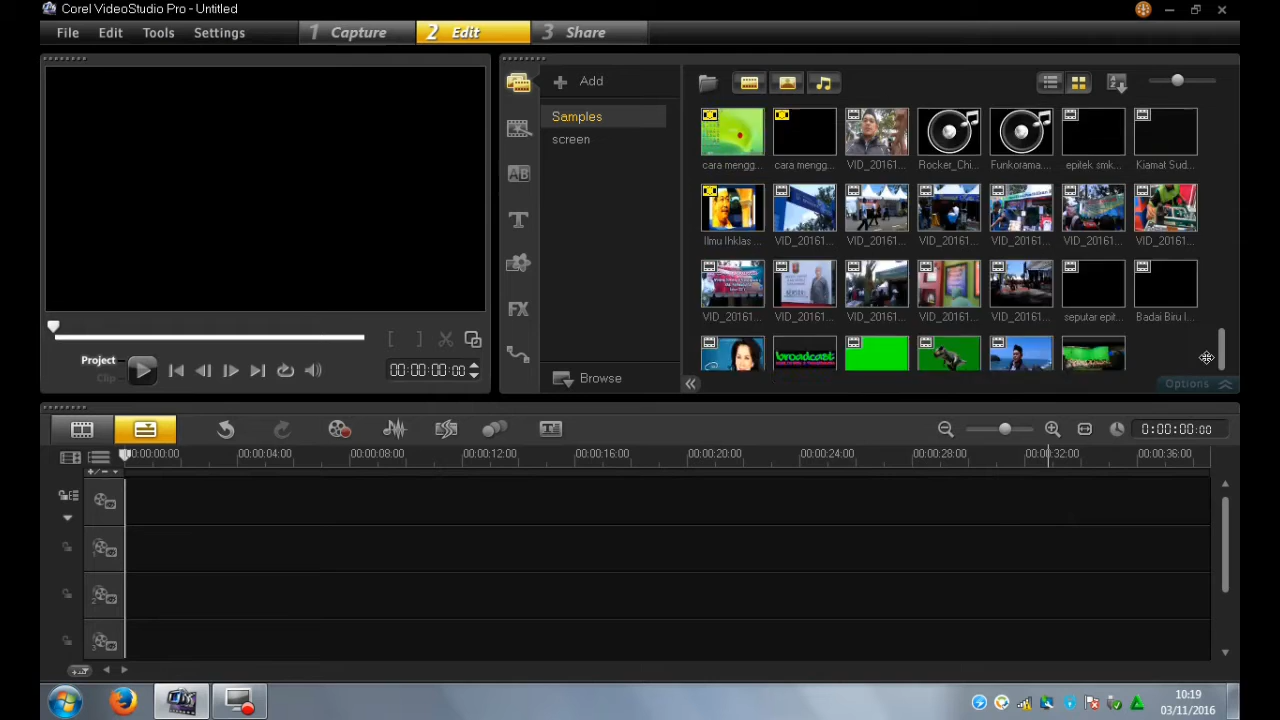 Corel VideoStudio Pro - Untitled
File Edit Tools Settings 1 Capture 2 Edit 3 Share
Add
Samples
screen
Browse
cara mengg... cara mengg... VID_20161... Rocker_Chi... Funkorama.... epitek smk... Kiamat Sud...
Ilmu Ihklas ... VID_20161... VID_20161... VID_20161... VID_20161... VID_20161... VID_20161...
VID_20161... VID_20161... VID_20161... VID_20161... VID_20161... seputar epit... Badai Biru I...
broadcast
Options
Project
Clip
00:00:00:00
0:00:00:00
00:00:00:00 00:00:04:00 00:00:08:00 00:00:12:00 00:00:16:00 00:00:20:00 00:00:24:00 00:00:28:00 00:00:32:00 00:00:36:00
1
2
3
10:19
03/11/2016